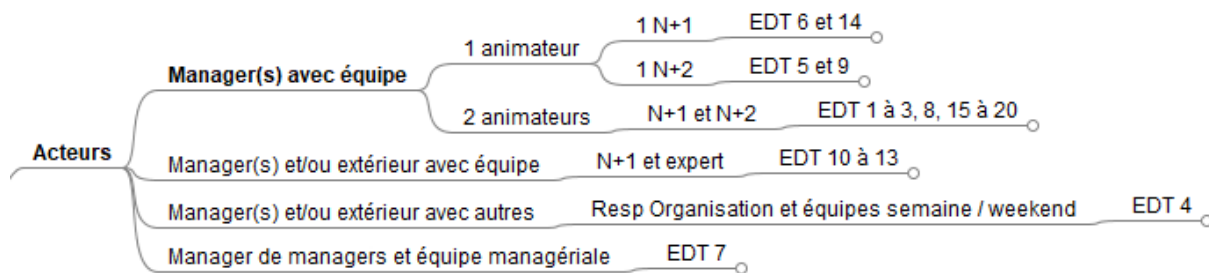 Acteurs
Manager(s) avec équipe
1 animateur
1 N+1
EDT 6 et 14
1 N+2
EDT 5 et 9
2 animateurs
N+1 et N+2
EDT 1 à 3, 8, 15 à 20
Manager(s) et/ou extérieur avec équipe
N+1 et expert
EDT 10 à 13
Manager(s) et/ou extérieur avec autres
Resp Organisation et équipes semaine / weekend
EDT 4
Manager de managers et équipe managériale
EDT 7